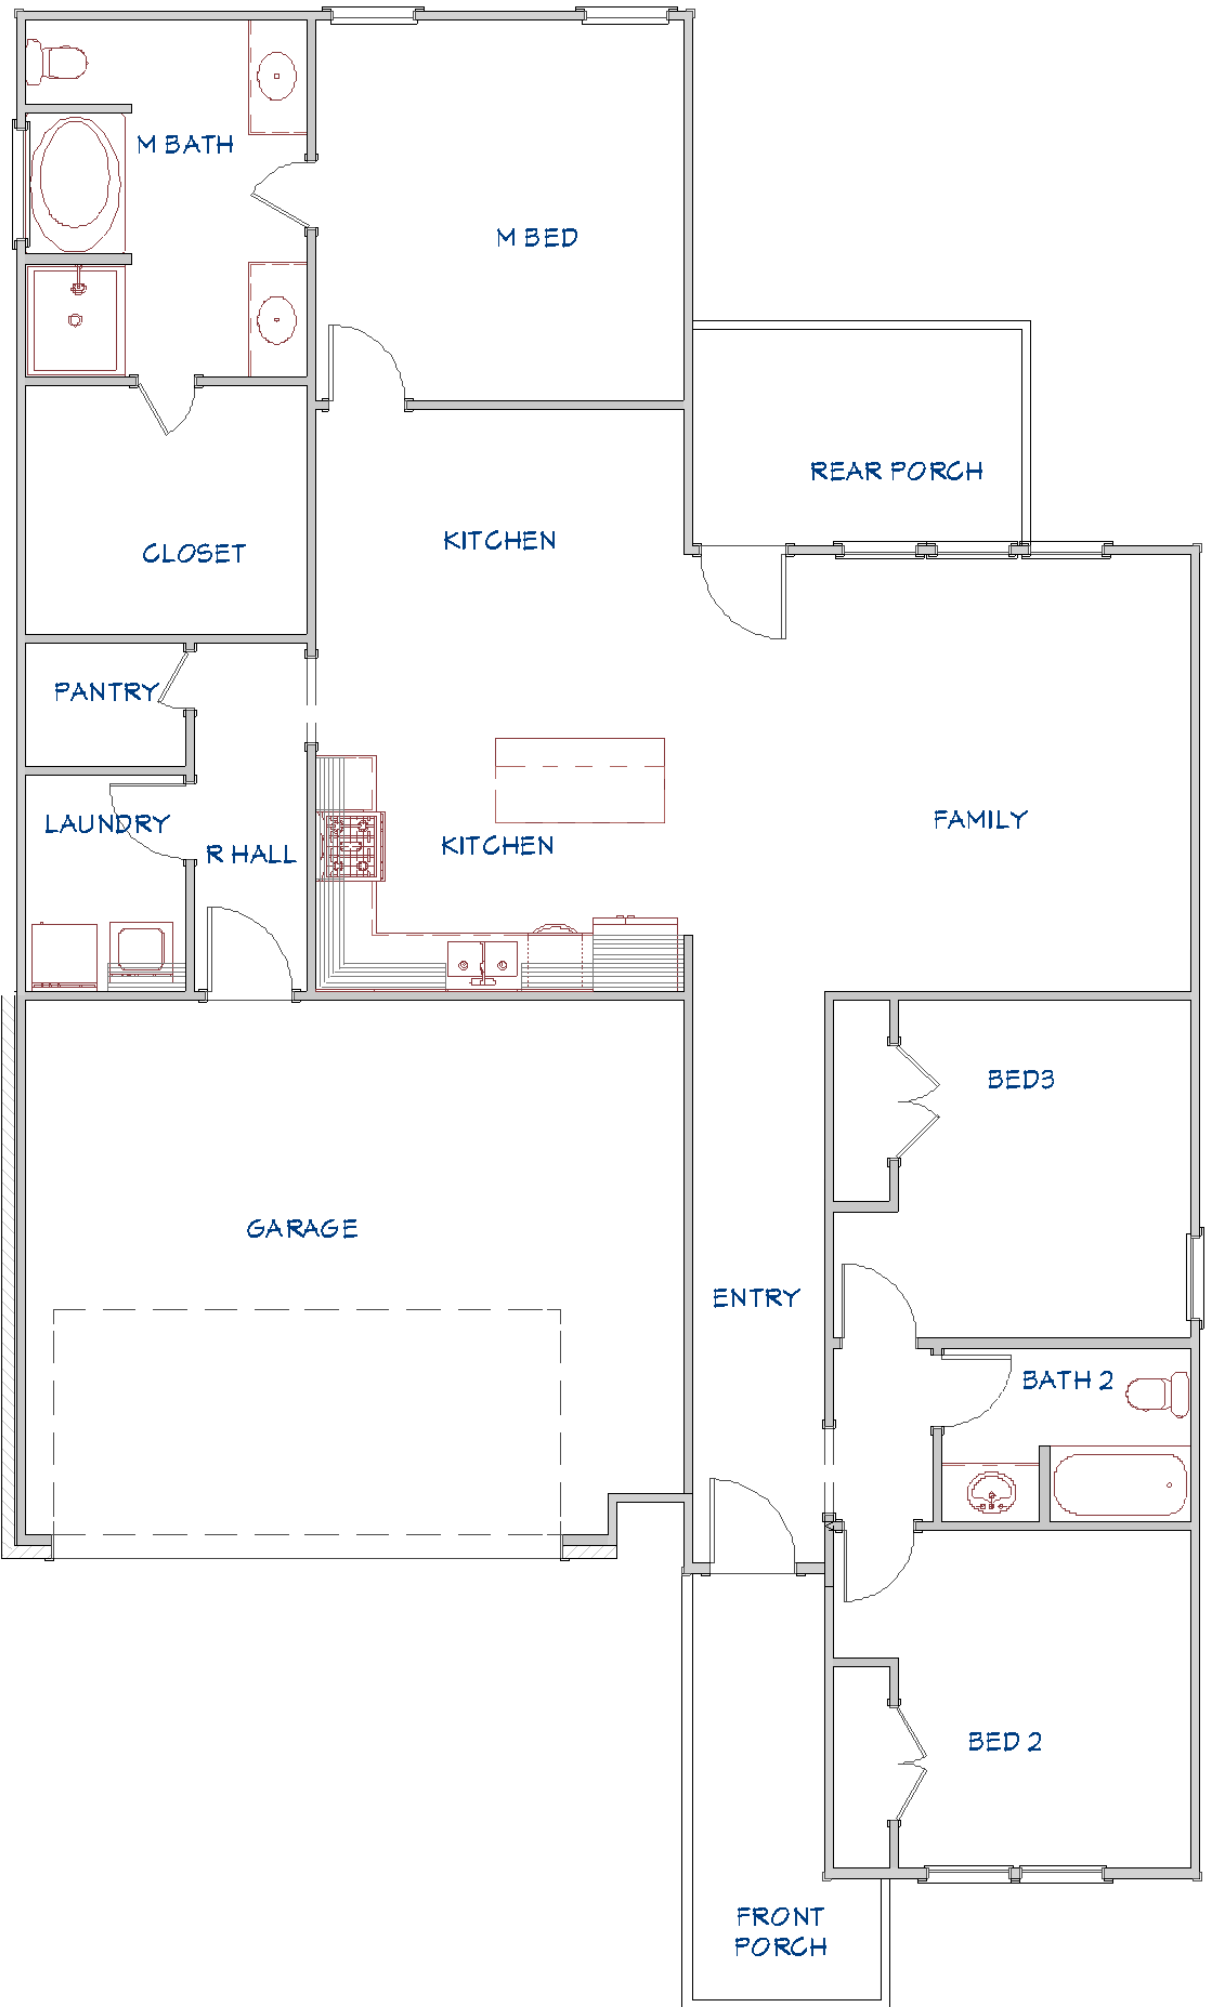 M BATH
M BED
REAR PORCH
KITCHEN
CLOSET
PANTRY
LAUNDRY
R HALL
KITCHEN
FAMILY
BED3
GARAGE
ENTRY
BATH 2
BED 2
FRONT
PORCH